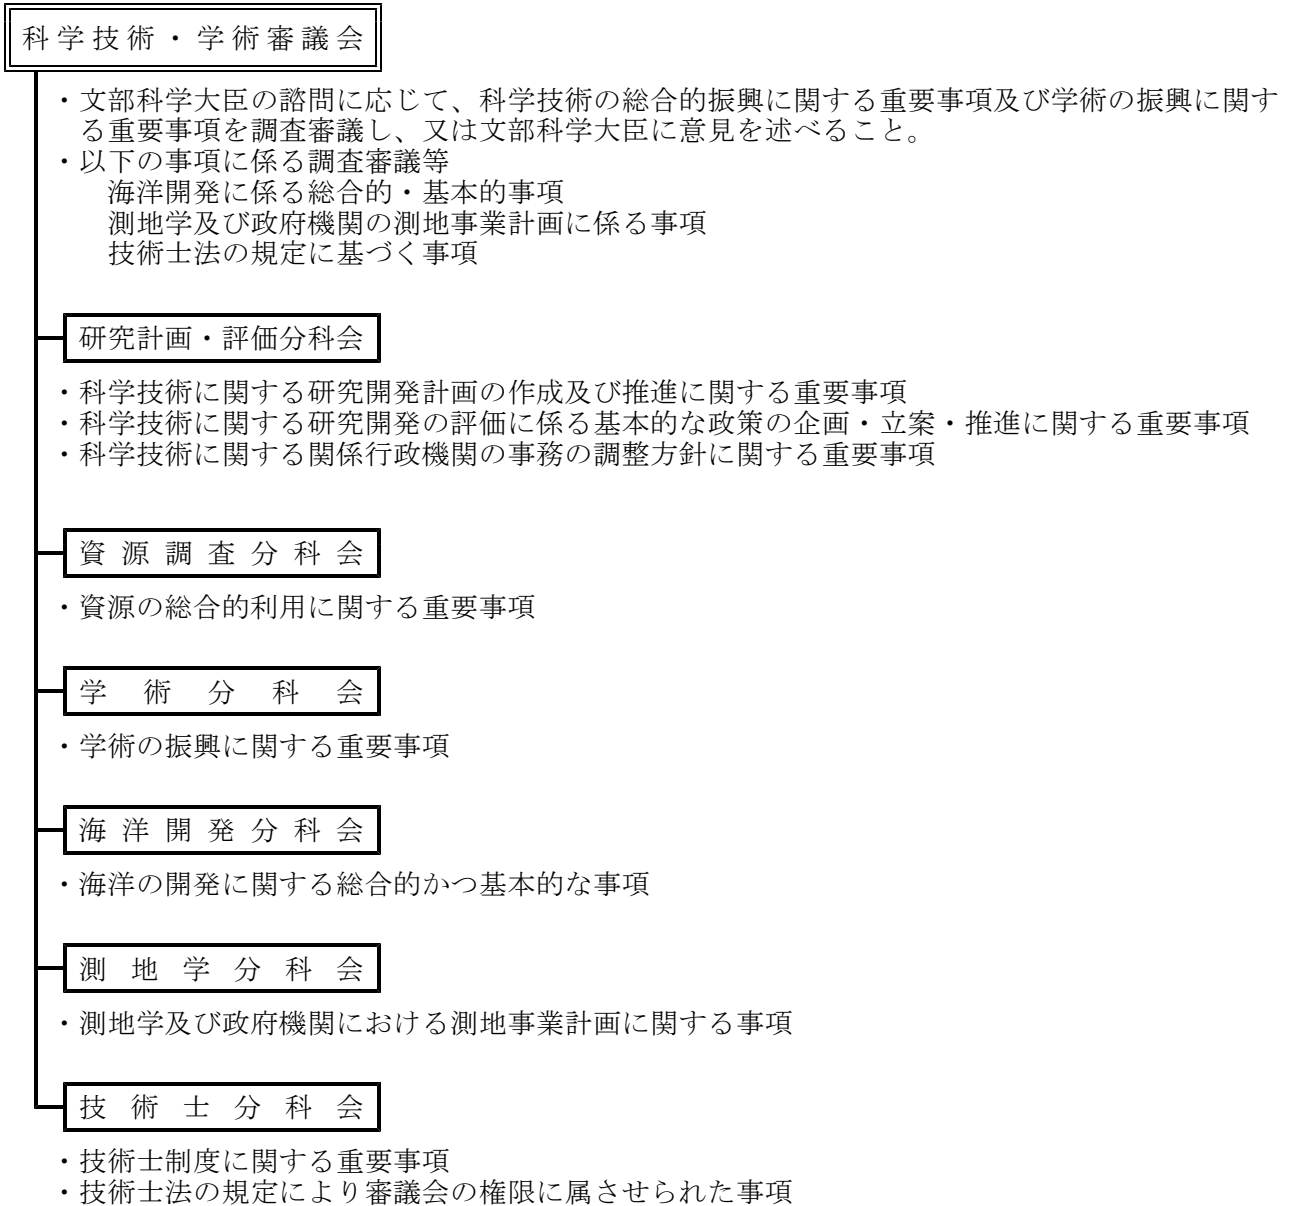 科学技術・学術審議会
・文部科学大臣の諮問に応じて、科学技術の総合的振興に関する重要事項及び学術の振興に関す
る重要事項を調査審議し、又は文部科学大臣に意見を述べること。
・以下の事項に係る調査審議等
海洋開発に係る総合的・基本的事項
測地学及び政府機関の測地事業計画に係る事項
技術士法の規定に基づく事項
研究計画・評価分科会
・科学技術に関する研究開発計画の作成及び推進に関する重要事項
・科学技術に関する研究開発の評価に係る基本的な政策の企画・立案・推進に関する重要事項
・科学技術に関する関係行政機関の事務の調整方針に関する重要事項
資源調査分科会
・資源の総合的利用に関する重要事項
学術分科会
・学術の振興に関する重要事項
海洋開発分科会
・海洋の開発に関する総合的かつ基本的な事項
測地学分科会
・測地学及び政府機関における測地事業計画に関する事項
技術士分科会
・技術士制度に関する重要事項
・技術士法の規定により審議会の権限に属させられた事項